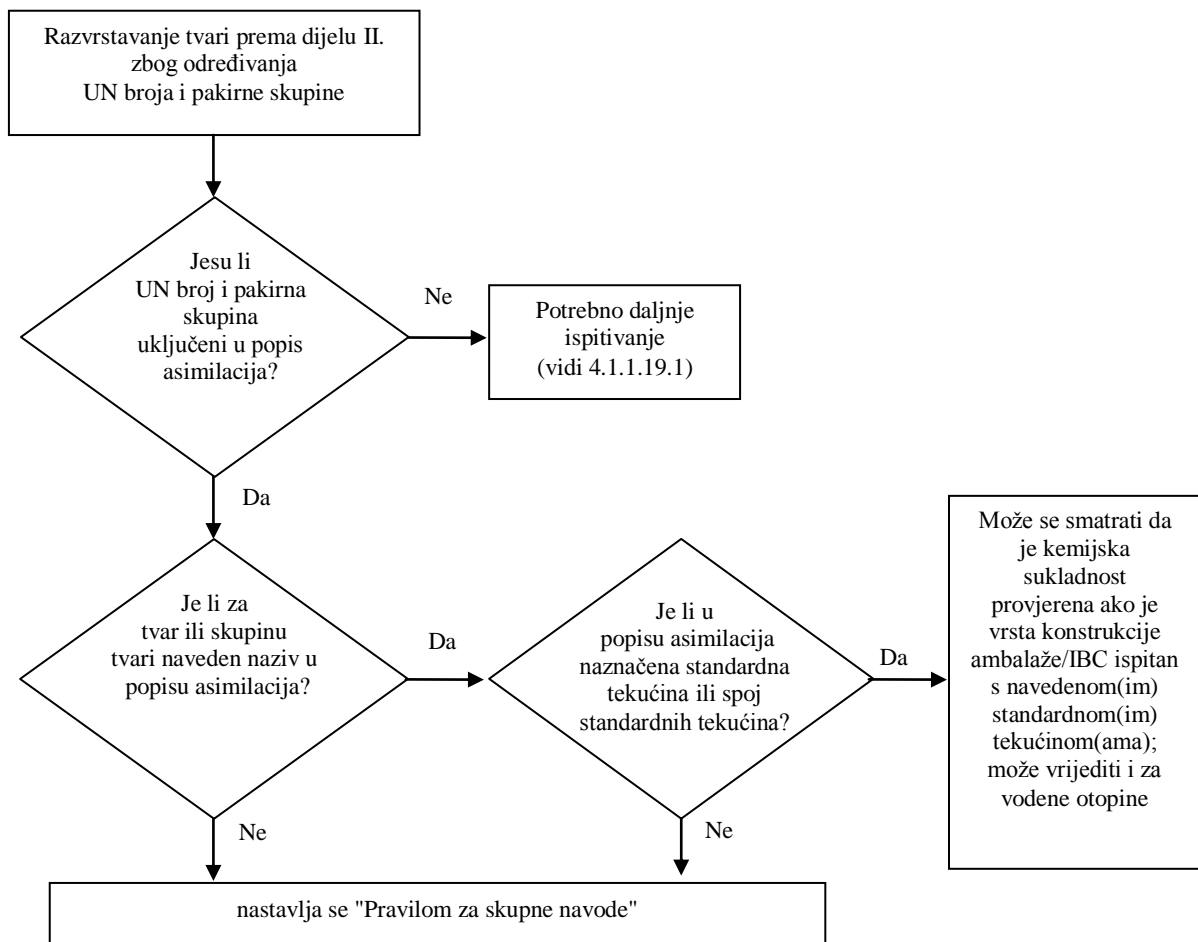 Razvrstavanje tvari prema dijelu II.
zbog određivanja
UN broja i pakirne skupine
Jesu li
UN broj i pakirna
skupina
uključeni u popis
asimilacija?
Ne
Potrebno daljnje
ispitivanje
(vidi 4.1.1.19.1)
Da
Je li za
tvar ili skupinu
tvari naveden naziv u
popisu asimilacija?
Da
Je li u
popisu asimilacija
naznačena standardna
tekućina ili spoj
standardnih tekućina?
Da
Može se smatrati da
je kemijska
sukladnost
provjerena ako je
vrsta konstrukcije
ambalaže/IBC ispitan
s navedenom(im)
standardnom(im)
tekućinom(ama);
može vrijediti i za
vodene otopine
Ne
Ne
nastavlja se "Pravilom za skupne navode"